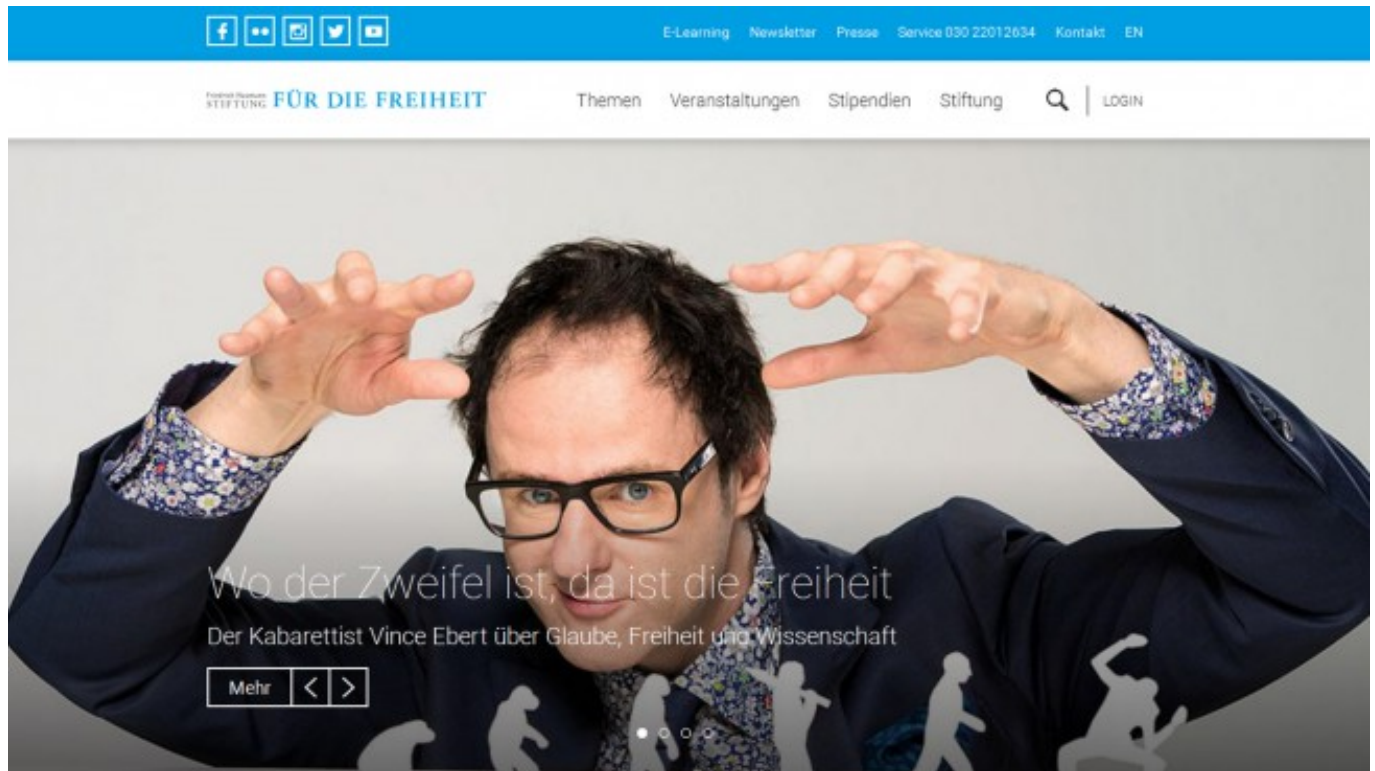 E-Learning Newsletter Presse Service 030 22012634 Kontakt EN
STIFTUNG FÜR DIE FREIHEIT
Themen Veranstaltungen Stipendien Stiftung LOGIN
Wo der Zweifel ist, da ist die Freiheit
Der Kabarettist Vince Ebert über Glaube, Freiheit und Wissenschaft
Mehr